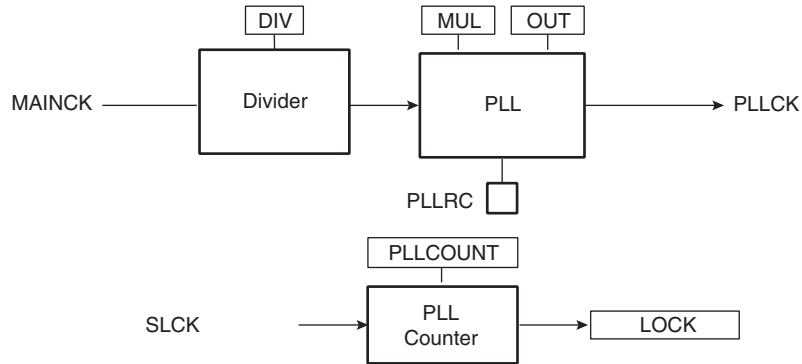 DIV
MUL
OUT
MAINCK
Divider
PLL
PLLCK
PLLRC
PLLCOUNT
SLCK
PLL
Counter
LOCK